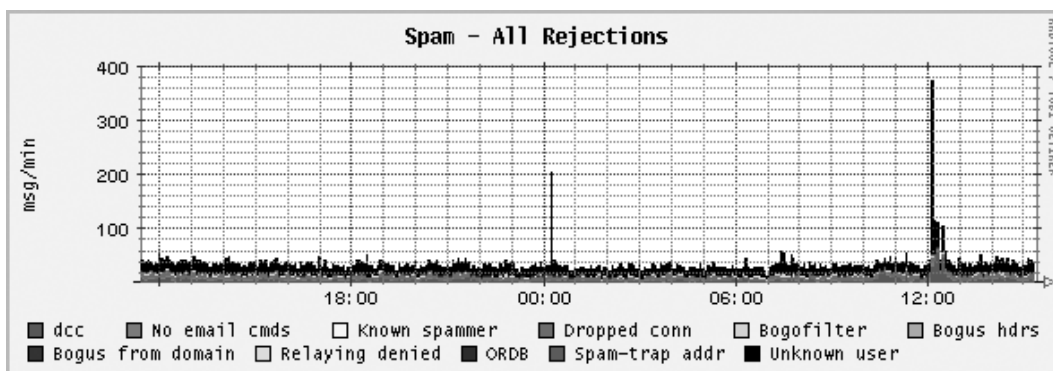 Spam - All Rejections
msg/min
400
300
200
100
18:00 00:00 06:00 12:00
dcc No email cmds Known spammer Dropped conn Bogofilter Bogus hdrs
Bogus from domain Relaying denied ORDB Spam-trap addr Unknown user